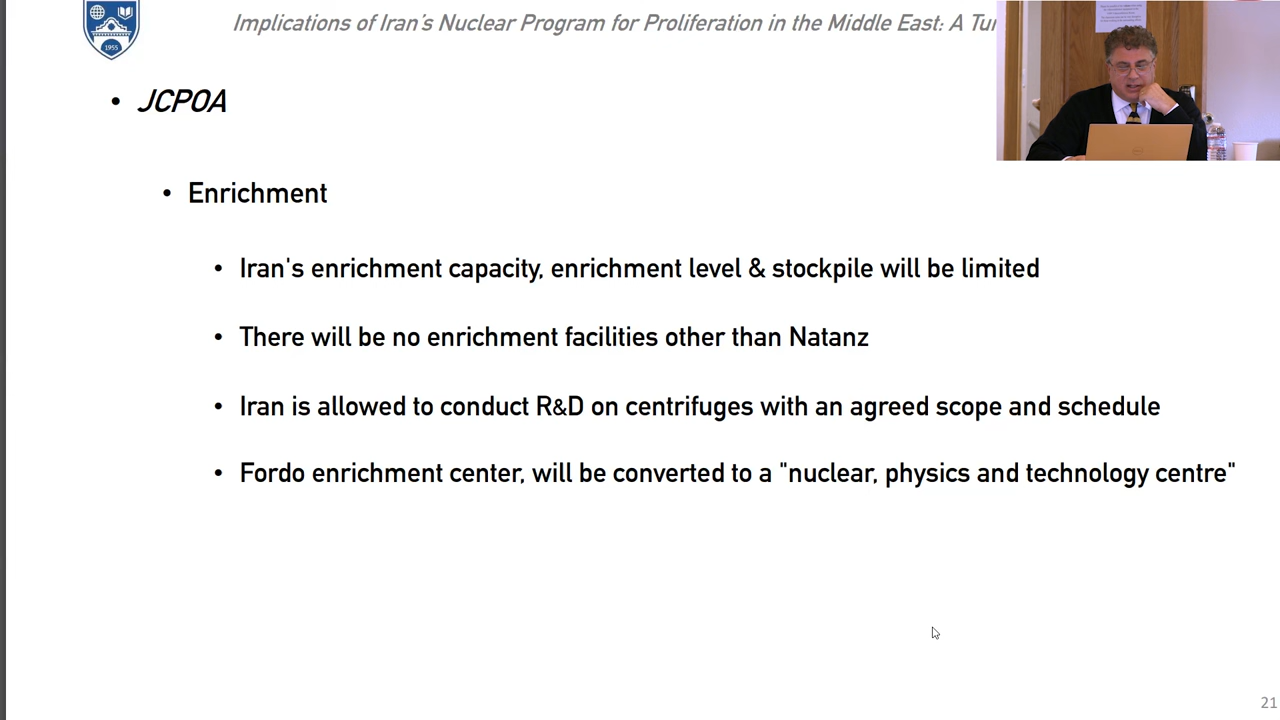 Implications of Iran's Nuclear Program for Proliferation in the Middle East: A Tur
1955
• JCPOA
• Enrichment
• Iran's enrichment capacity, enrichment level & stockpile will be limited
• There will be no enrichment facilities other than Natanz
• Iran is allowed to conduct R&D on centrifuges with an agreed scope and schedule
• Fordo enrichment center, will be converted to a "nuclear, physics and technology centre"
21